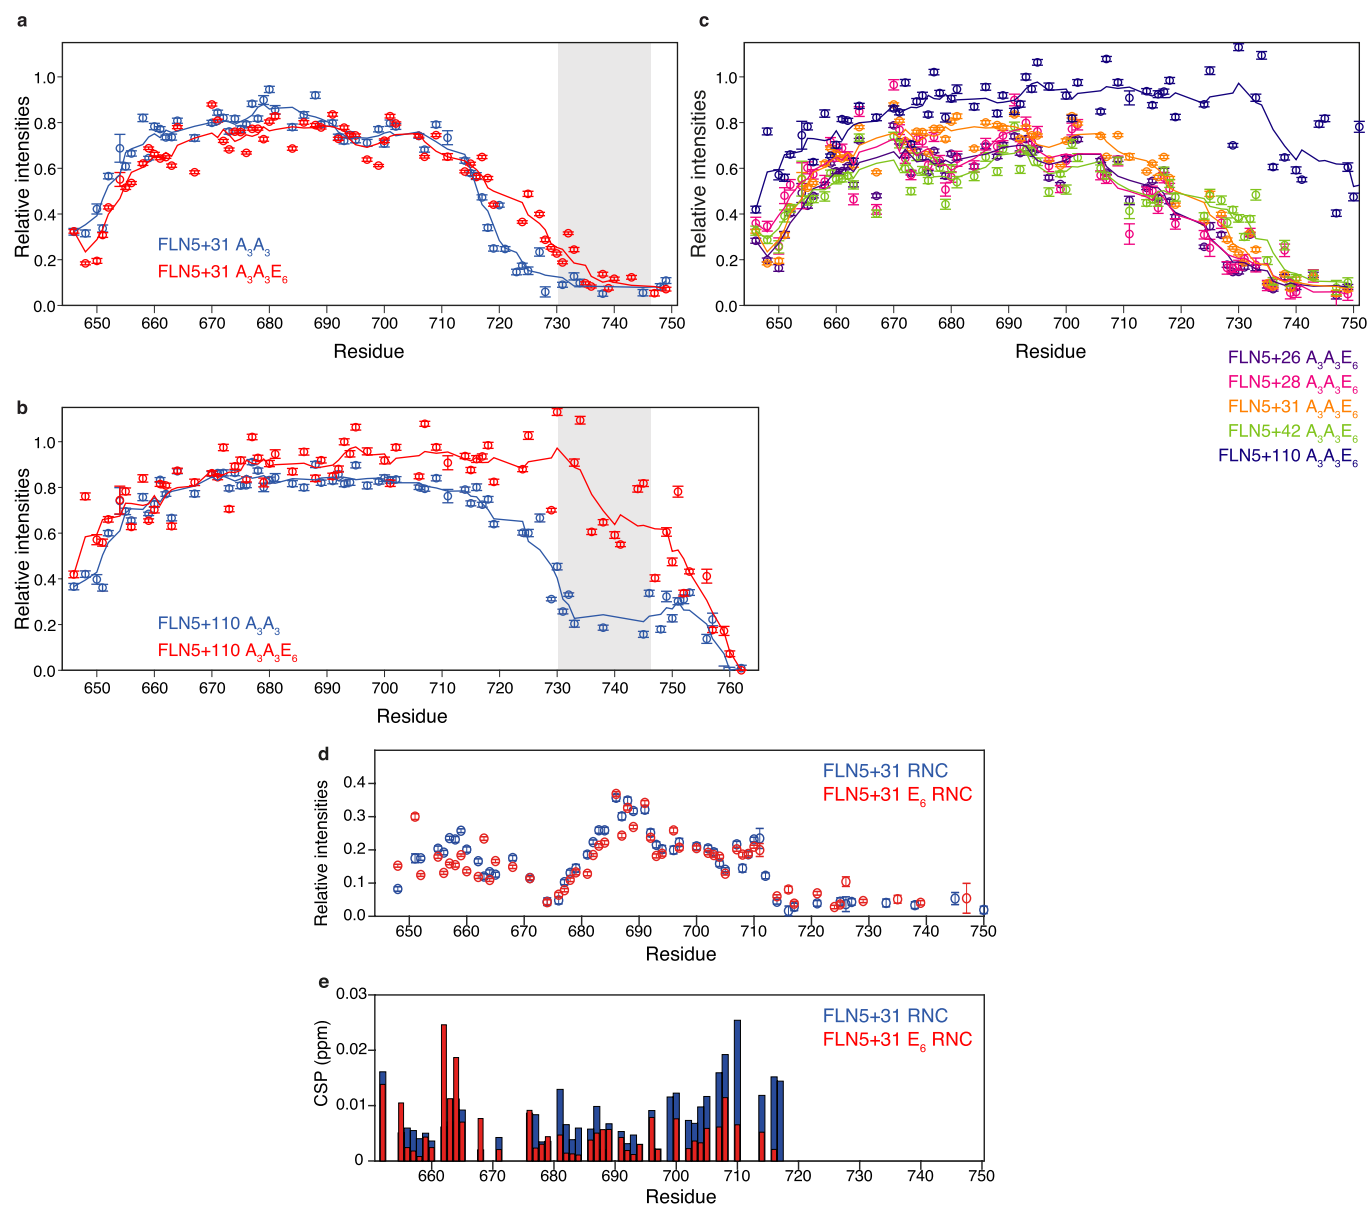 a
Relative intensities
1.0
0.8
0.6
0.4
0.2
0.0
FLN5+31 A3A3
FLN5+31 A3A3E6
650 660 670 680 690 700 710 720 730 740 750
Residue
c
Relative intensities
1.0
0.8
0.6
0.4
0.2
0.0
650 660 670 680 690 700 710 720 730 740 750
Residue
FLN5+26 A3A3E6
FLN5+28 A3A3E6
FLN5+31 A3A3E6
FLN5+42 A3A3E6
FLN5+110 A3A3E6
b
Relative intensities
1.0
0.8
0.6
0.4
0.2
0.0
FLN5+110 A3A3
FLN5+110 A3A3E6
650 660 670 680 690 700 710 720 730 740 750 760
Residue
d
Relative intensities
0.4
0.3
0.2
0.1
0.0
FLN5+31 RNC
FLN5+31 E6 RNC
650 660 670 680 690 700 710 720 730 740 750
Residue
e
CSP (ppm)
0.03
0.02
0.01
0
FLN5+31 RNC
FLN5+31 E6 RNC
660 670 680 690 700 710 720 730 740 750
Residue